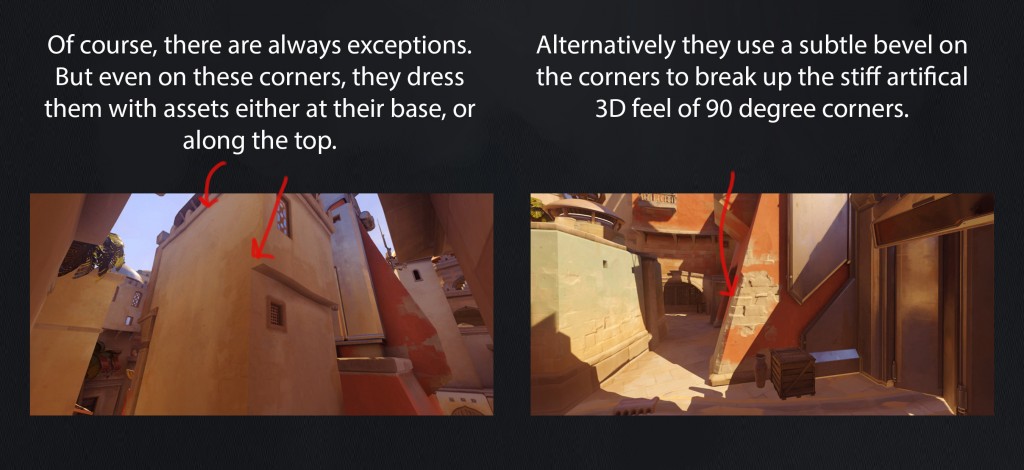 Of course, there are always exceptions.
But even on these corners, they dress
them with assets either at their base, or
along the top.
Alternatively they use a subtle bevel on
the corners to break up the stiff artifical
3D feel of 90 degree corners.